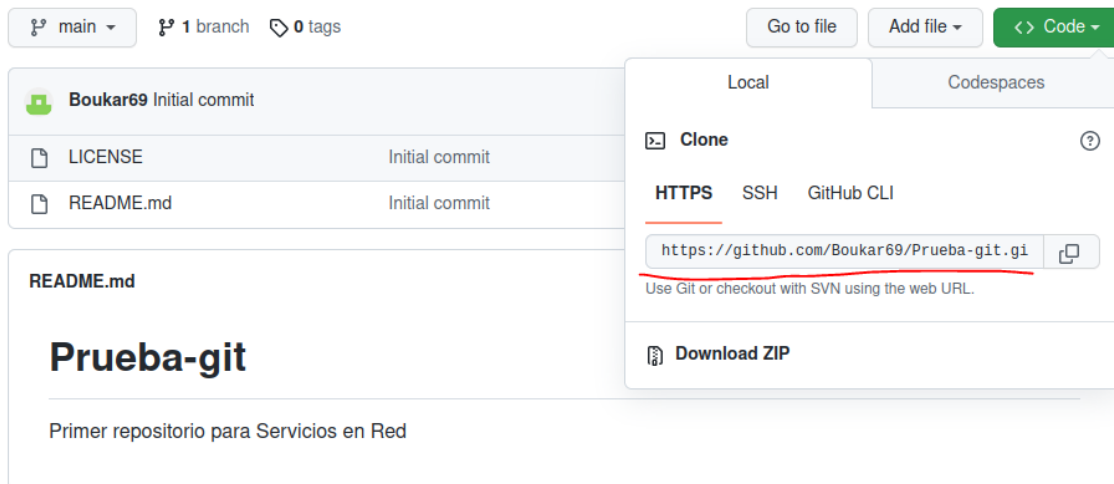 main 1 branch 0 tags Go to file Add file <> Code
Local Codespaces
Boukar69 Initial commit
Clone
LICENSE Initial commit
HTTPS SSH GitHub CLI
README.md Initial commit
https://github.com/Boukar69/Prueba-git.gi
README.md
Use Git or checkout with SVN using the web URL.
Prueba-git
Download ZIP
Primer repositorio para Servicios en Red